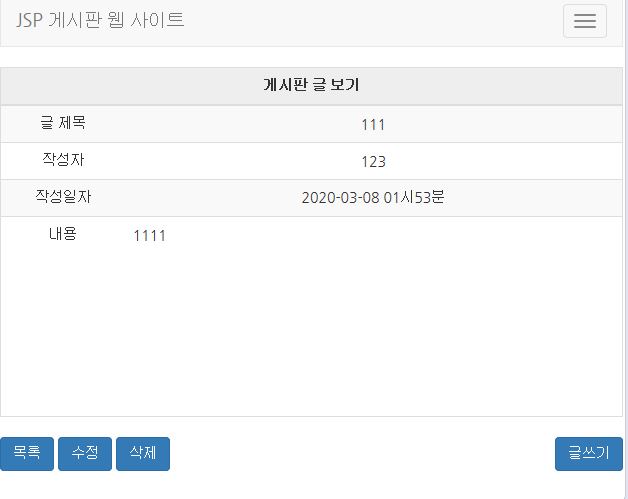 JSP 게시판 웹 사이트
게시판 글 보기
글 제목 111
작성자 123
작성일자 2020-03-08 01시53분
내용 1111
목록 수정 삭제 글쓰기